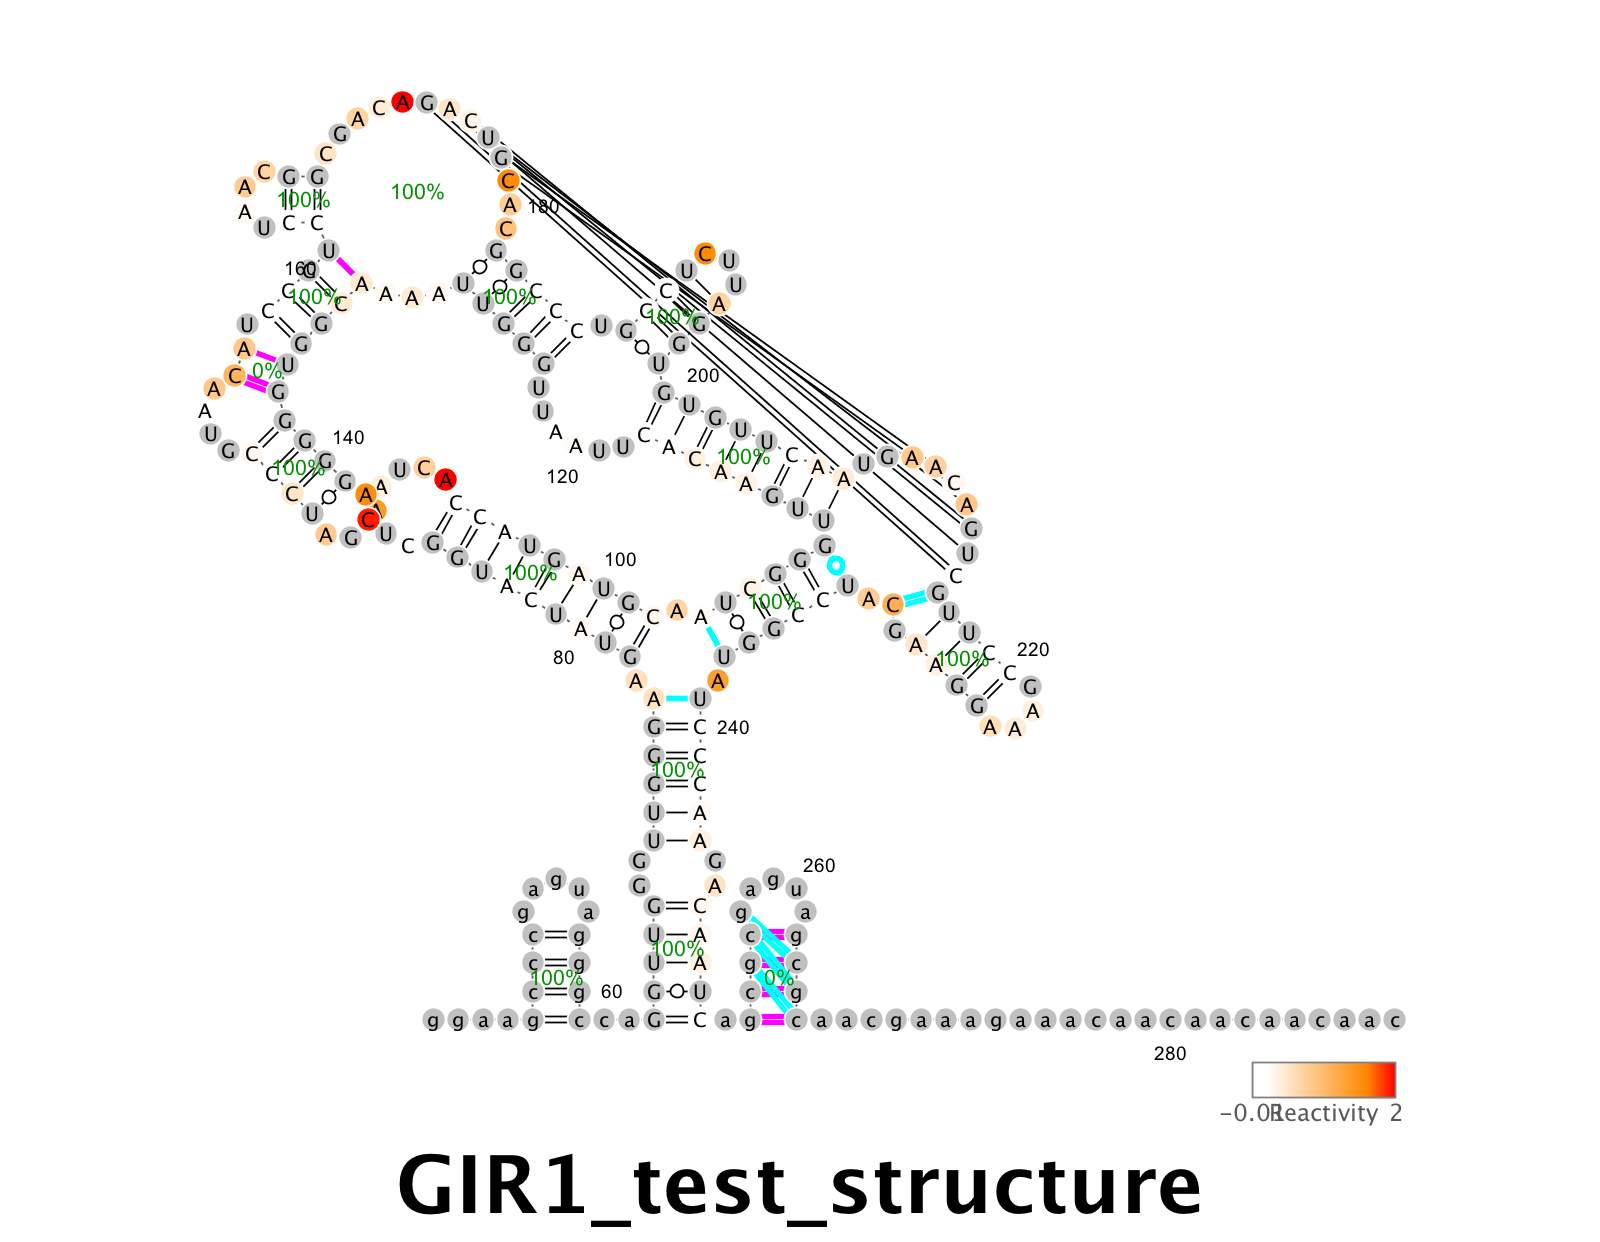 A C A G A C
A G U
G G
C C
C G G C
A A 180
A C C
U C G C
U U U
160 G A G U
C A A A A U C C A
C C U C C C U G C G
U G G G
A U G G U
C G U 200
A G U G U G U U C A A U G A A C
A G 140 U A A U U C A C A A G U U A
U G C C G G A U C A 120 G
C U G A A U
A G C U C C C A U G A U G C A A U C G G G U C
G G U A C U A U G 100 G G C C U A C G
80 A A U A G A A G G U U C C G A 220
G C A A A
G C 240
G C
G C
U A
U A
G G 260
a g u G A a g u
g a G C g a
c g U A c g
c g U A g c
c g 60 G U c g
g g a a g c c a G C a g c a a c g a a a g a a a c a a c a a c a a c a a c
280
100%
100%
100%
100%
100%
0%
100%
100%
100%
100%
100%
100%
100%
100%
0%
-0.01 Reactivity 2
GIR1_test_structure